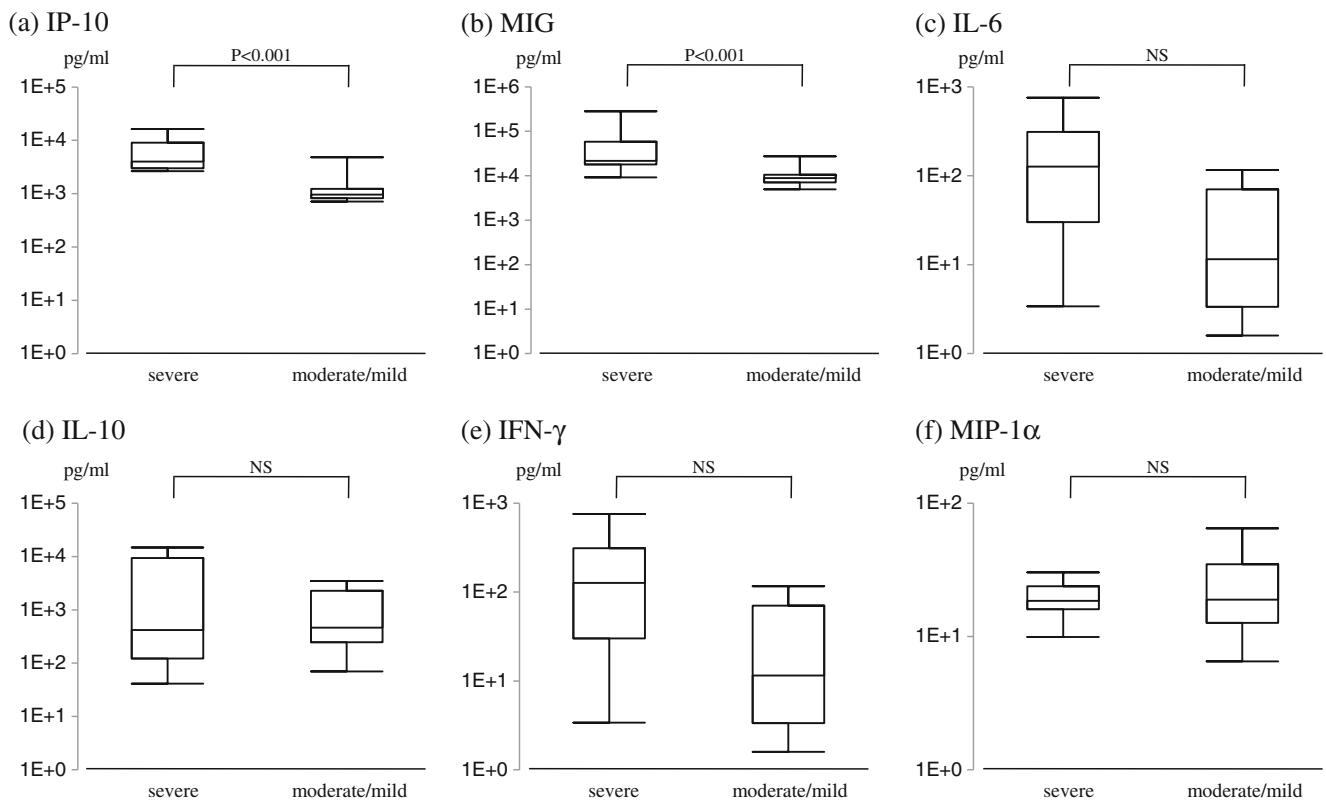 (a) IP-10
pg/ml
P<0.001
1E+5
1E+4
1E+3
1E+2
1E+1
1E+0
severe moderate/mild
(b) MIG
pg/ml
P<0.001
1E+6
1E+5
1E+4
1E+3
1E+2
1E+1
1E+0
severe moderate/mild
(c) IL-6
pg/ml
NS
1E+3
1E+2
1E+1
1E+0
severe moderate/mild
(d) IL-10
pg/ml
NS
1E+5
1E+4
1E+3
1E+2
1E+1
1E+0
severe moderate/mild
(e) IFN-γ
pg/ml
NS
1E+3
1E+2
1E+1
1E+0
severe moderate/mild
(f) MIP-1α
pg/ml
NS
1E+2
1E+1
1E+0
severe moderate/mild